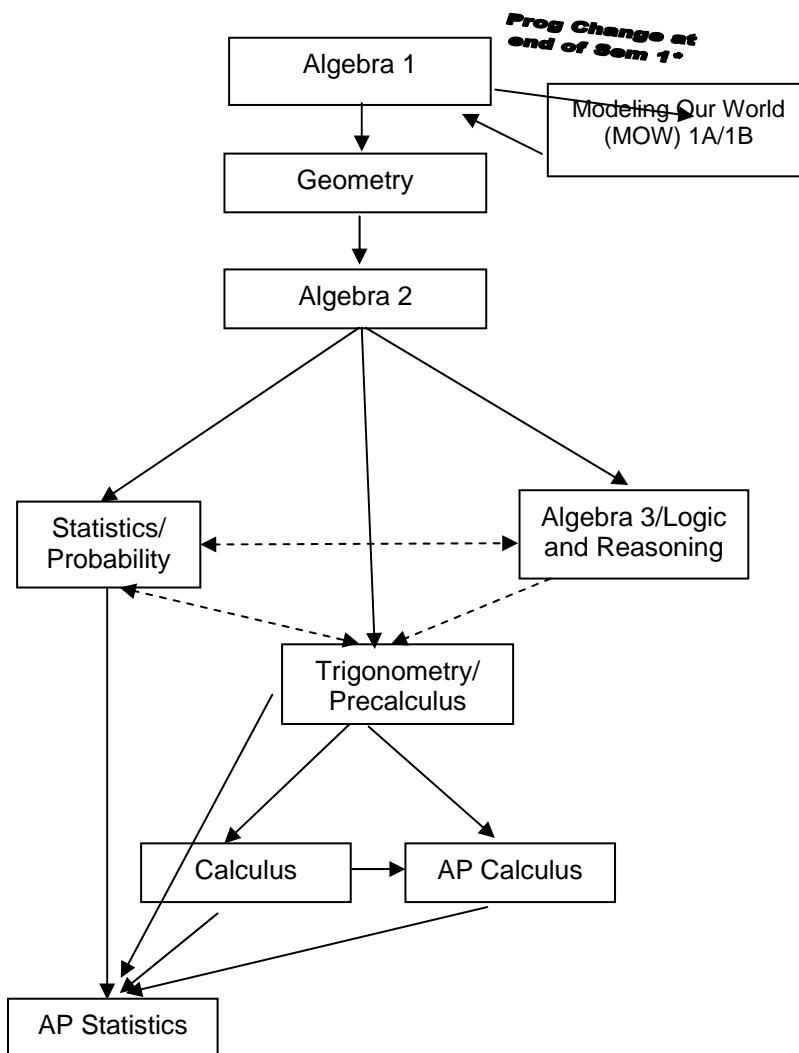 Prog Change at
end of Sem 1*
Algebra 1
Modeling Our World
(MOW) 1A/1B
Geometry
Algebra 2
Statistics/
Probability
Algebra 3/Logic
and Reasoning
Trigonometry/
Precalculus
Calculus
AP Calculus
AP Statistics